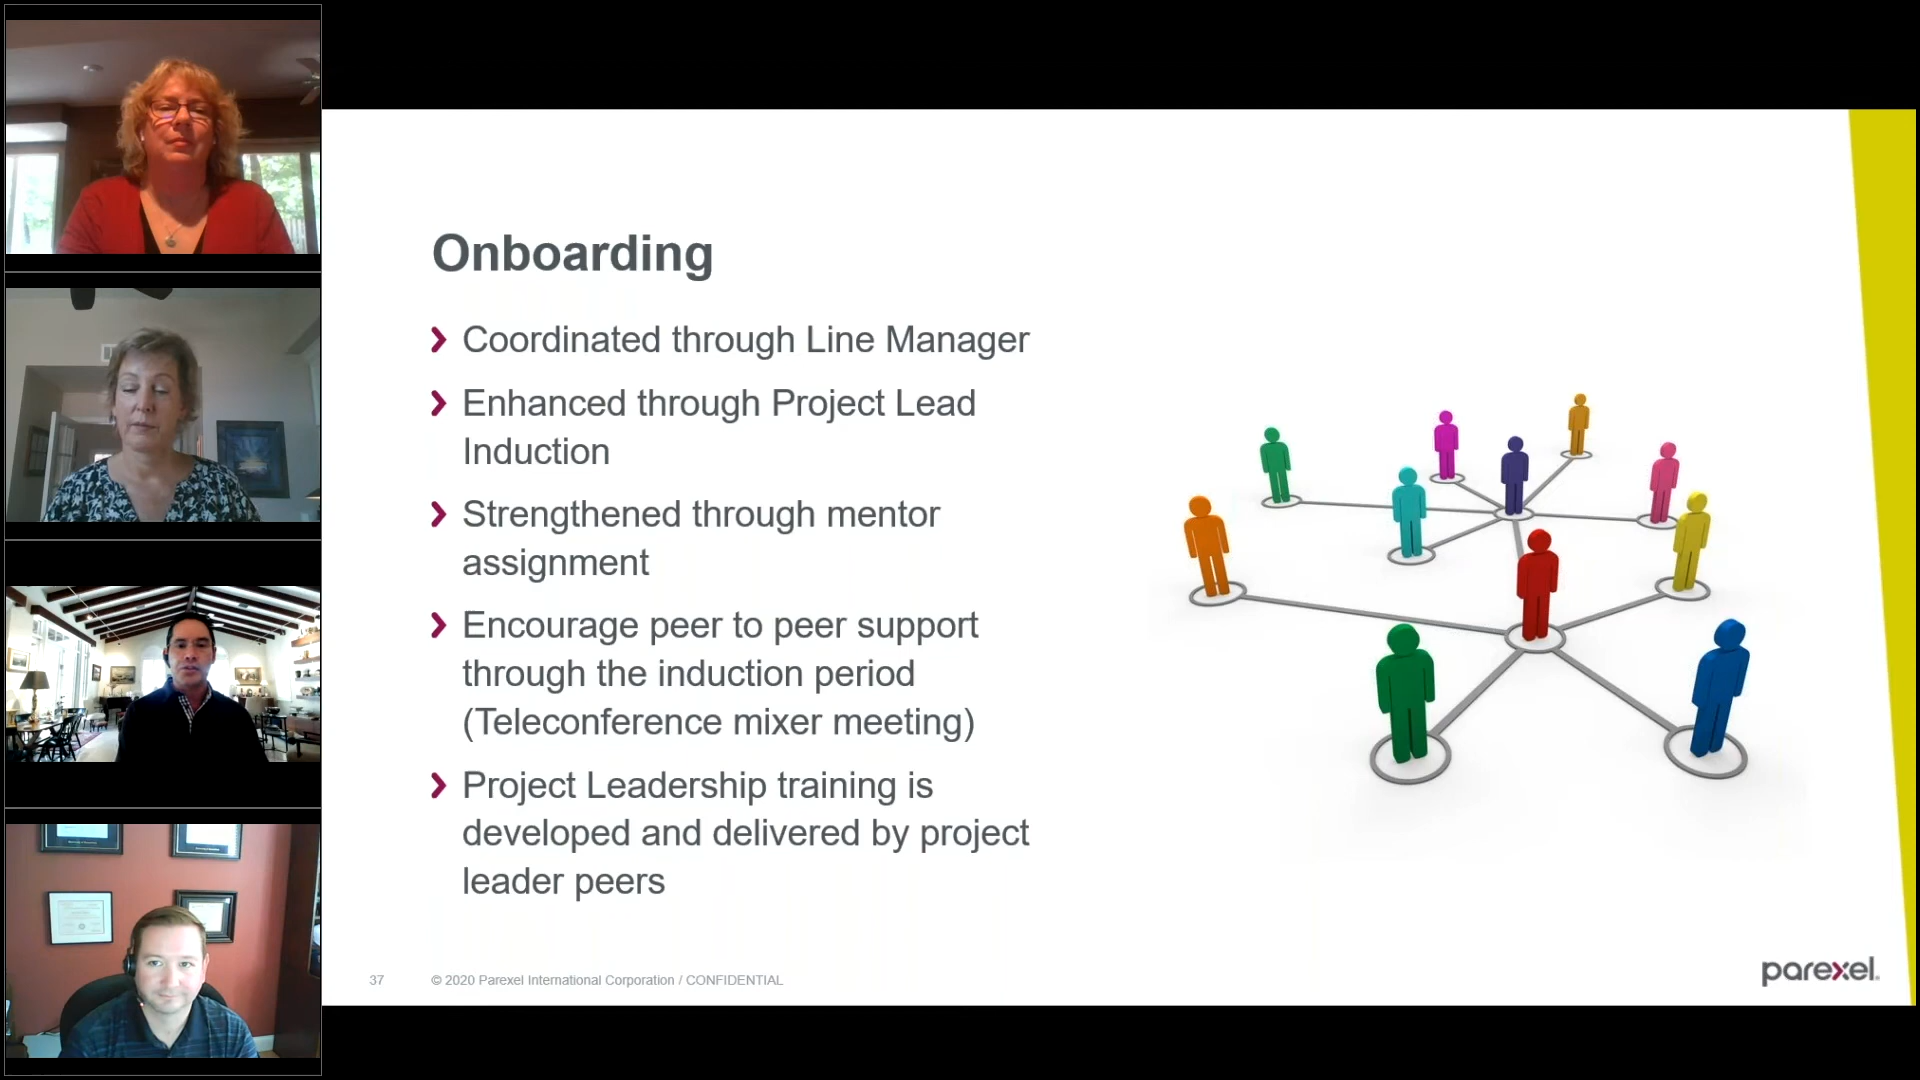 Onboarding
Coordinated through Line Manager
Enhanced through Project Lead
Induction
Strengthened through mentor
assignment
Encourage peer to peer support
through the induction period
(Teleconference mixer meeting)
Project Leadership training is
developed and delivered by project
leader peers
37
© 2020 Parexel International Corporation / CONFIDENTIAL
parexel.